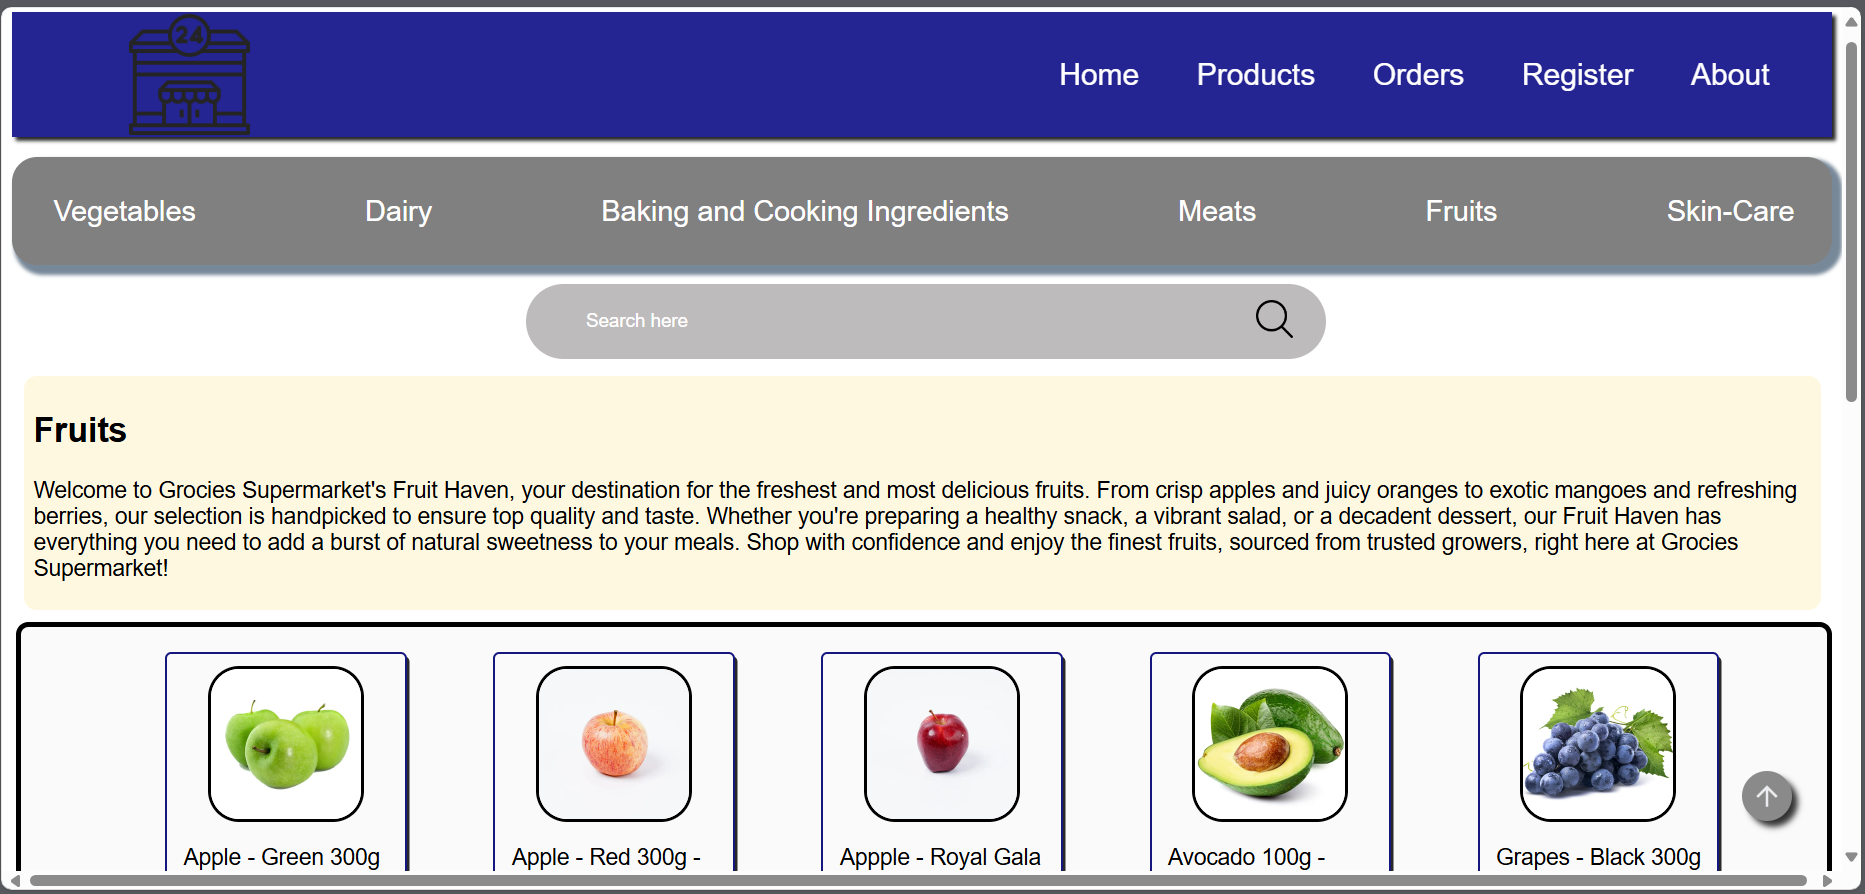 24
Home Products Orders Register About
Vegetables Dairy Baking and Cooking Ingredients Meats Fruits Skin-Care
Search here
Fruits
Welcome to Grocies Supermarket's Fruit Haven, your destination for the freshest and most delicious fruits. From crisp apples and juicy oranges to exotic mangoes and refreshing
berries, our selection is handpicked to ensure top quality and taste. Whether you're preparing a healthy snack, a vibrant salad, or a decadent dessert, our Fruit Haven has
everything you need to add a burst of natural sweetness to your meals. Shop with confidence and enjoy the finest fruits, sourced from trusted growers, right here at Grocies
Supermarket!
Apple - Green 300g
Apple - Red 300g -
Appple - Royal Gala
Avocado 100g -
Grapes - Black 300g